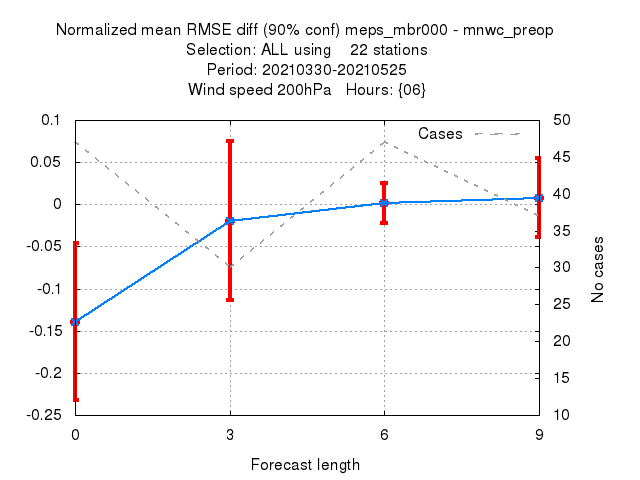 Normalized mean RMSE diff (90% conf) meps_mbr000 - mnwc_preop
Selection: ALL using 22 stations
Period: 20210330-20210525
Wind speed 200hPa Hours: {06}
Cases
0.1
0.05
0
-0.05
-0.1
-0.15
-0.2
-0.25
50
45
40
35
30
25
20
15
10
No cases
0 3 6 9
Forecast length